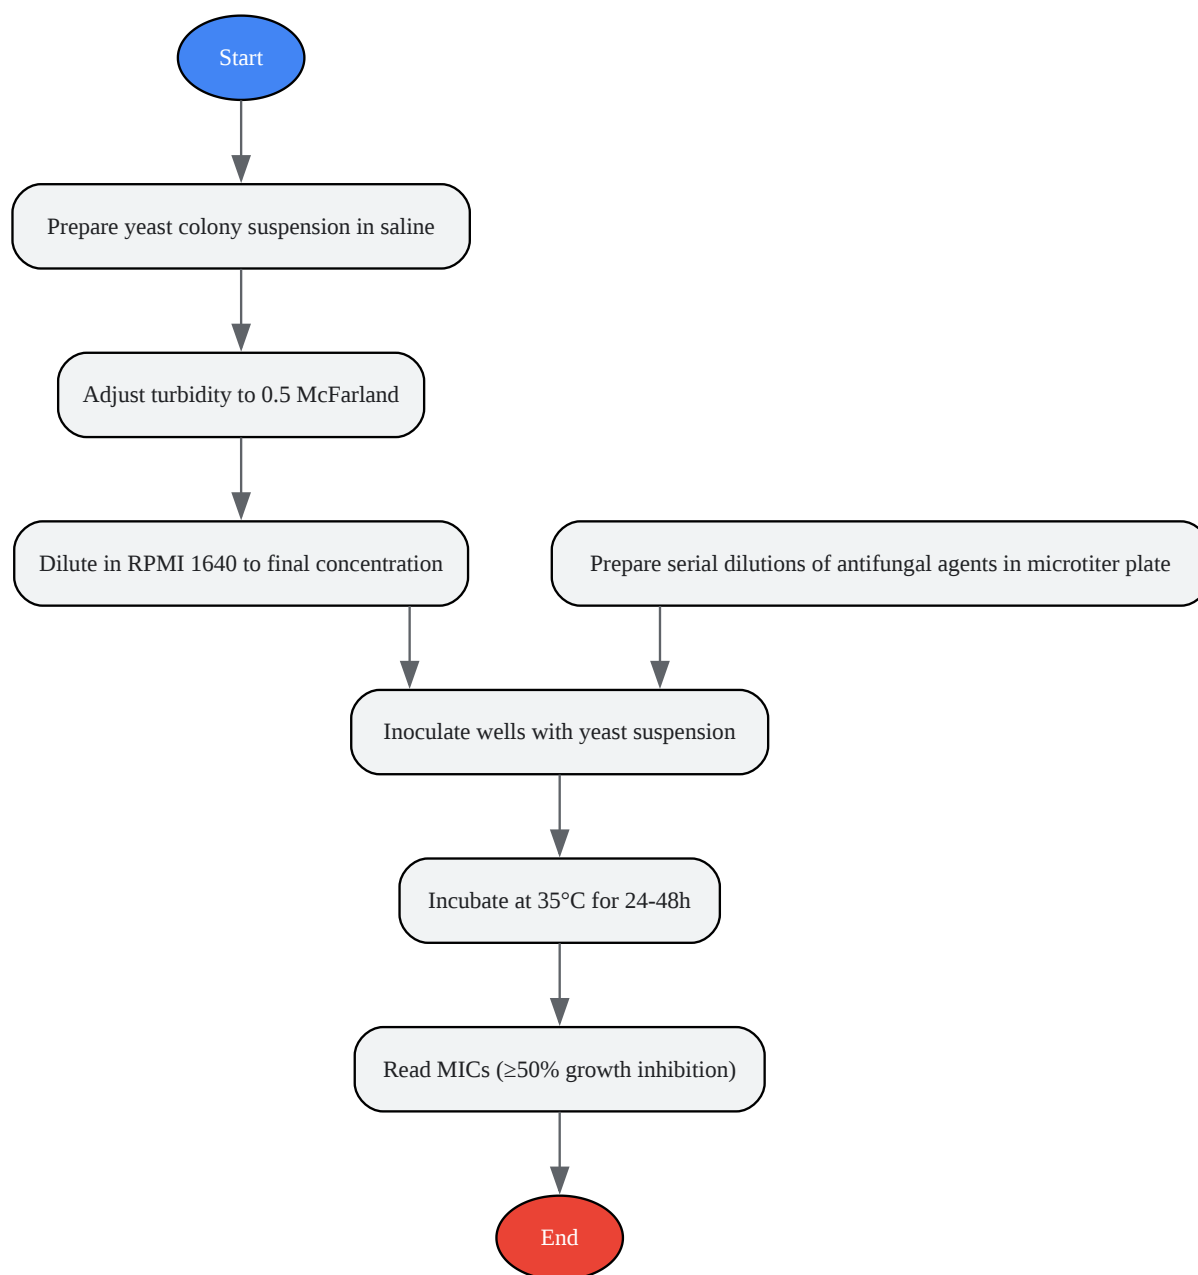 Start
Prepare yeast colony suspension in saline
Adjust turbidity to 0.5 McFarland
Dilute in RPMI 1640 to final concentration
Prepare serial dilutions of antifungal agents in microtiter plate
Inoculate wells with yeast suspension
Incubate at 35°C for 24-48h
Read MICs (≥50% growth inhibition)
End